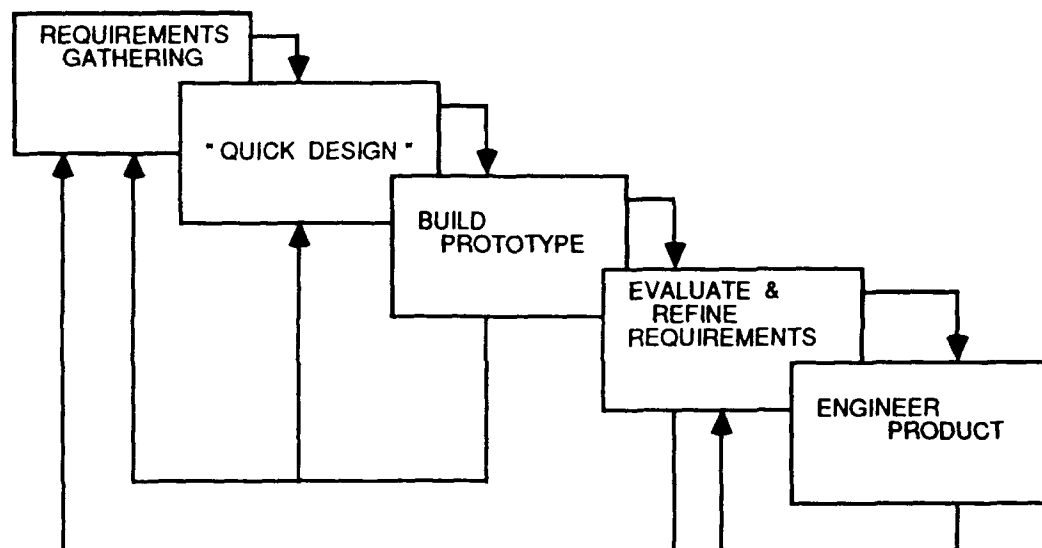 REQUIREMENTS
GATHERING
" QUICK DESIGN "
BUILD
PROTOTYPE
EVALUATE &
REFINE
REQUIREMENTS
ENGINEER
PRODUCT